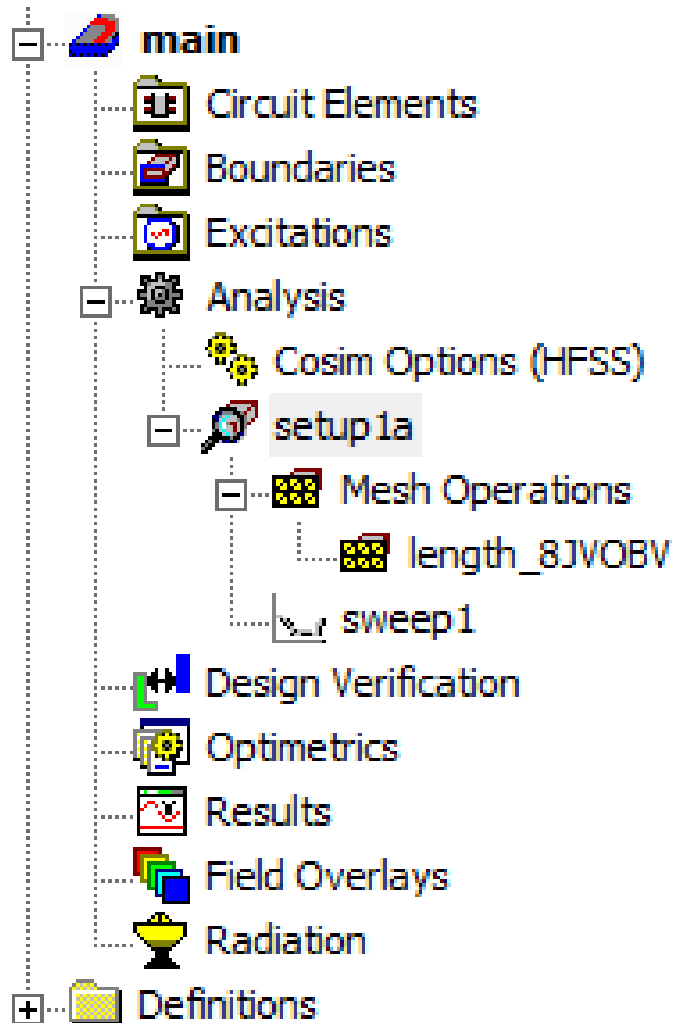 main
Circuit Elements
Boundaries
Excitations
Analysis
Cosim Options (HFSS)
setup1a
Mesh Operations
length_8JVOBV
sweep1
Design Verification
Optimetrics
Results
Field Overlays
Radiation
Definitions